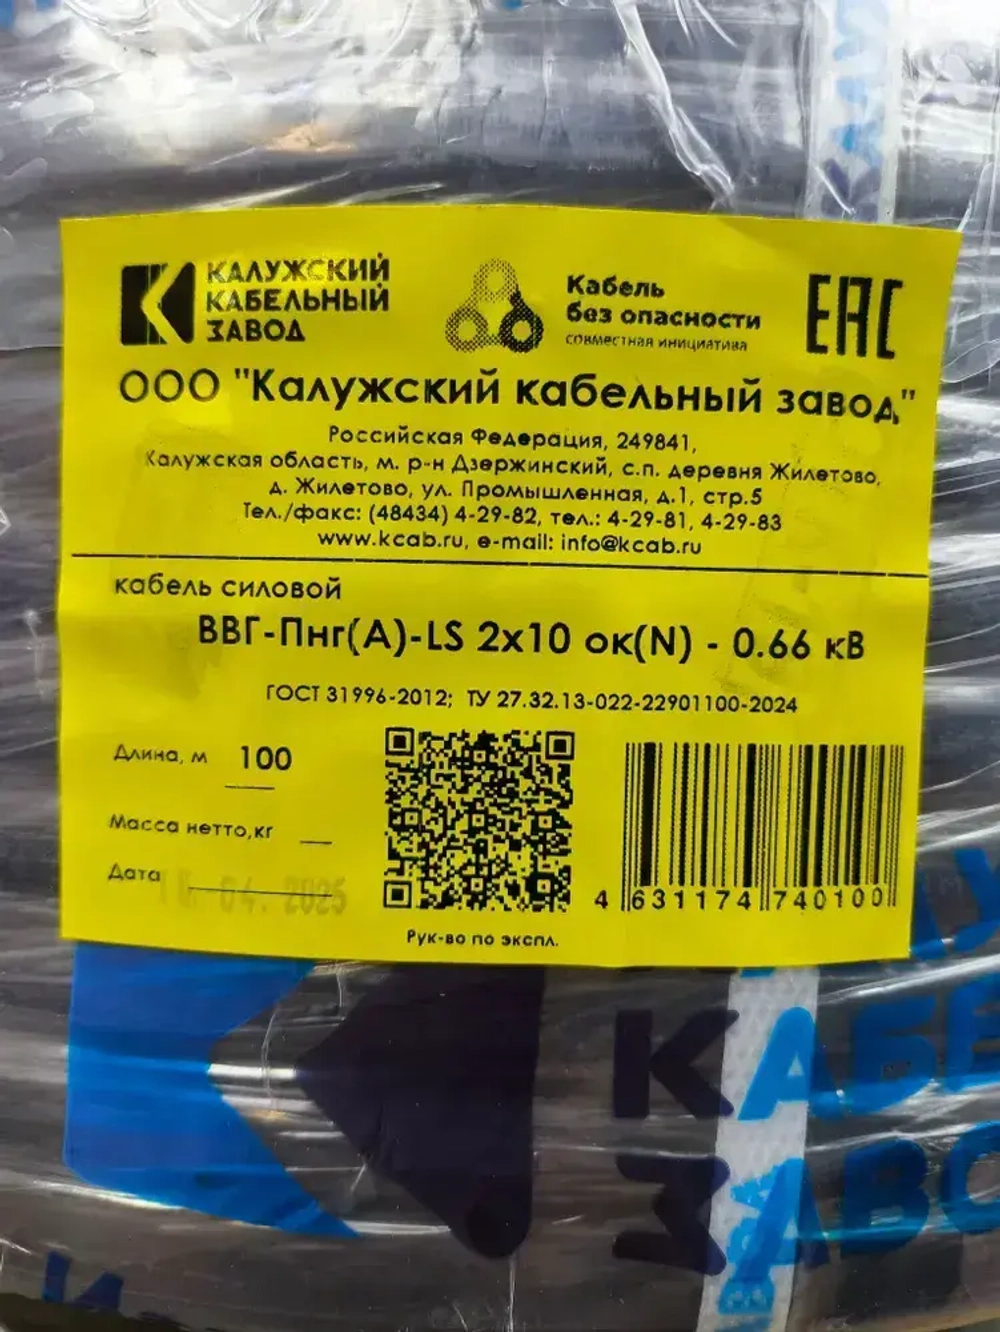 КАЛУЖСКИЙ
КАБЕЛЬНЫЙ
ЗАВОД
Кабель
без опасности
совместная инициатива
ЕАС
ООО "Калужский кабельный завод"
Российская Федерация, 249841,
Калужская область, м. р-н Дзержинский, с.п. деревня Жилетово,
д. Жилетово, ул. Промышленная, д.1, стр.5
Тел./факс: (48434) 4-29-82, тел.: 4-29-81, 4-29-83
www.kcab.ru, e-mail: info@kcab.ru
кабель силовой
ВВГ-Пнг(А)-LS 2х10 ок(N) - 0.66 кВ
ГОСТ 31996-2012; ТУ 27.32.13-022-22901100-2024
Длина, м 100
Масса нетто,кг
Дата 04. 2025
4 631174 740100
Рук-во по экспл.
КАБЕ
ЗАВО